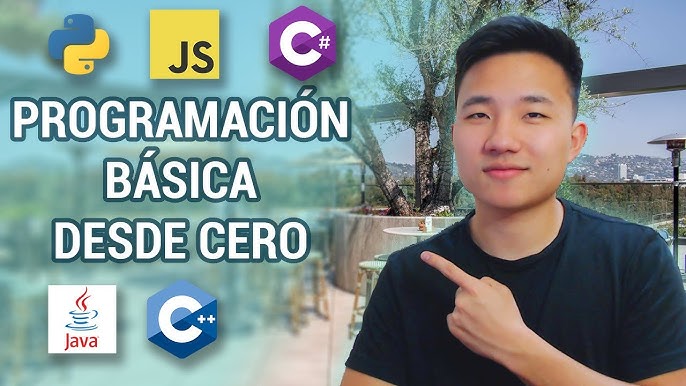 JS
C#
PROGRAMACIÓN
BÁSICA
DESDE CERO
Java
C++